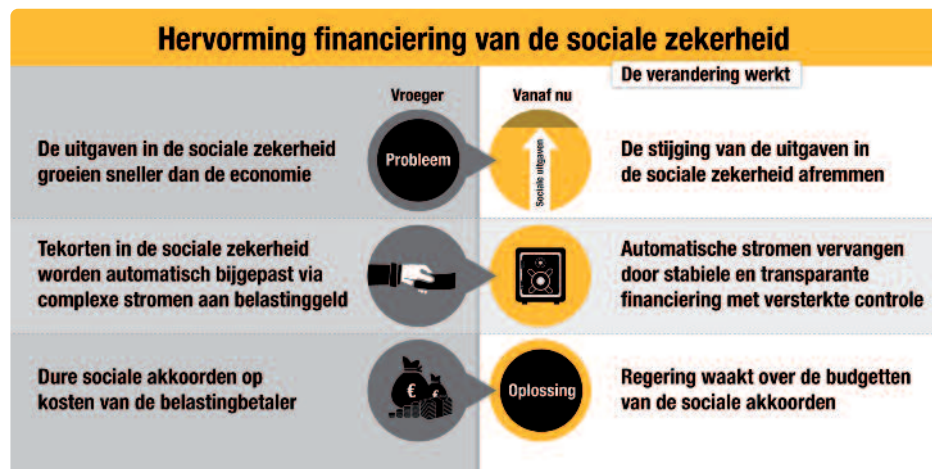 Hervorming financiering van de sociale zekerheid
De verandering werkt
Vroeger
Vanaf nu
De uitgaven in de sociale zekerheid
groeien sneller dan de economie
Probleem
Sociale uitgaven
De stijging van de uitgaven in
de sociale zekerheid afremmen
Tekorten in de sociale zekerheid
worden automatisch bijgepast via
complexe stromen aan belastinggeld
Automatische stromen vervangen
door stabiele en transparante
financiering met versterkte controle
Dure sociale akkoorden op
kosten van de belastingbetaler
€
€
Oplossing
Regering waakt over de budgetten
van de sociale akkoorden